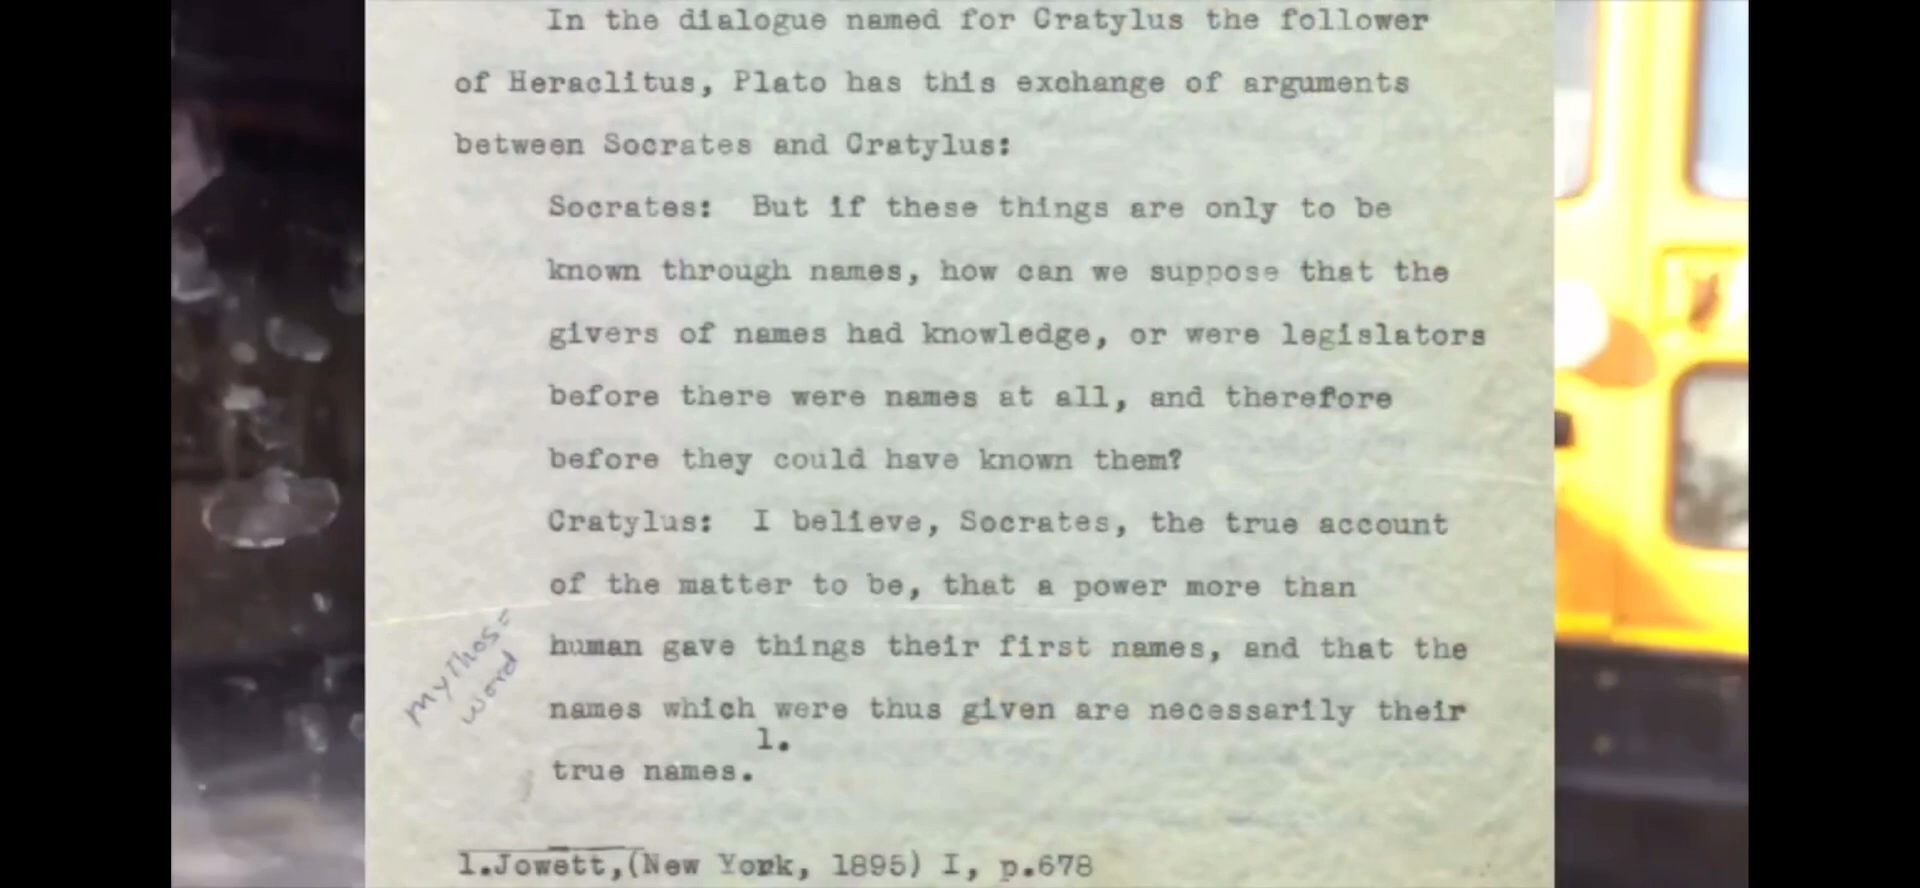 In the dialogue named for Cratylus the follower
of Heraclitus, Plato has this exchange of arguments
between Socrates and Cratylus:
Socrates: But if these things are only to be
known through names, how can we suppose that the
givers of names had knowledge, or were legislators
before there were names at all, and therefore
before they could have known them?
Cratylus: I believe, Socrates, the true account
of the matter to be, that a power more than
human gave things their first names, and that the
names which were thus given are necessarily their
1.
true names.
mythos=
word
1.Jowett,(New York, 1895) I, p.678